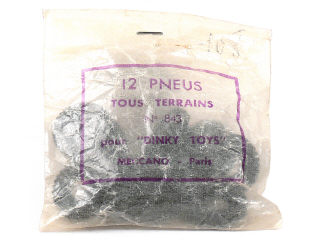 12 PNEUS
TOUS TERRAINS
N° 843
pour "DINKY TOYS"
MECCANO - Paris